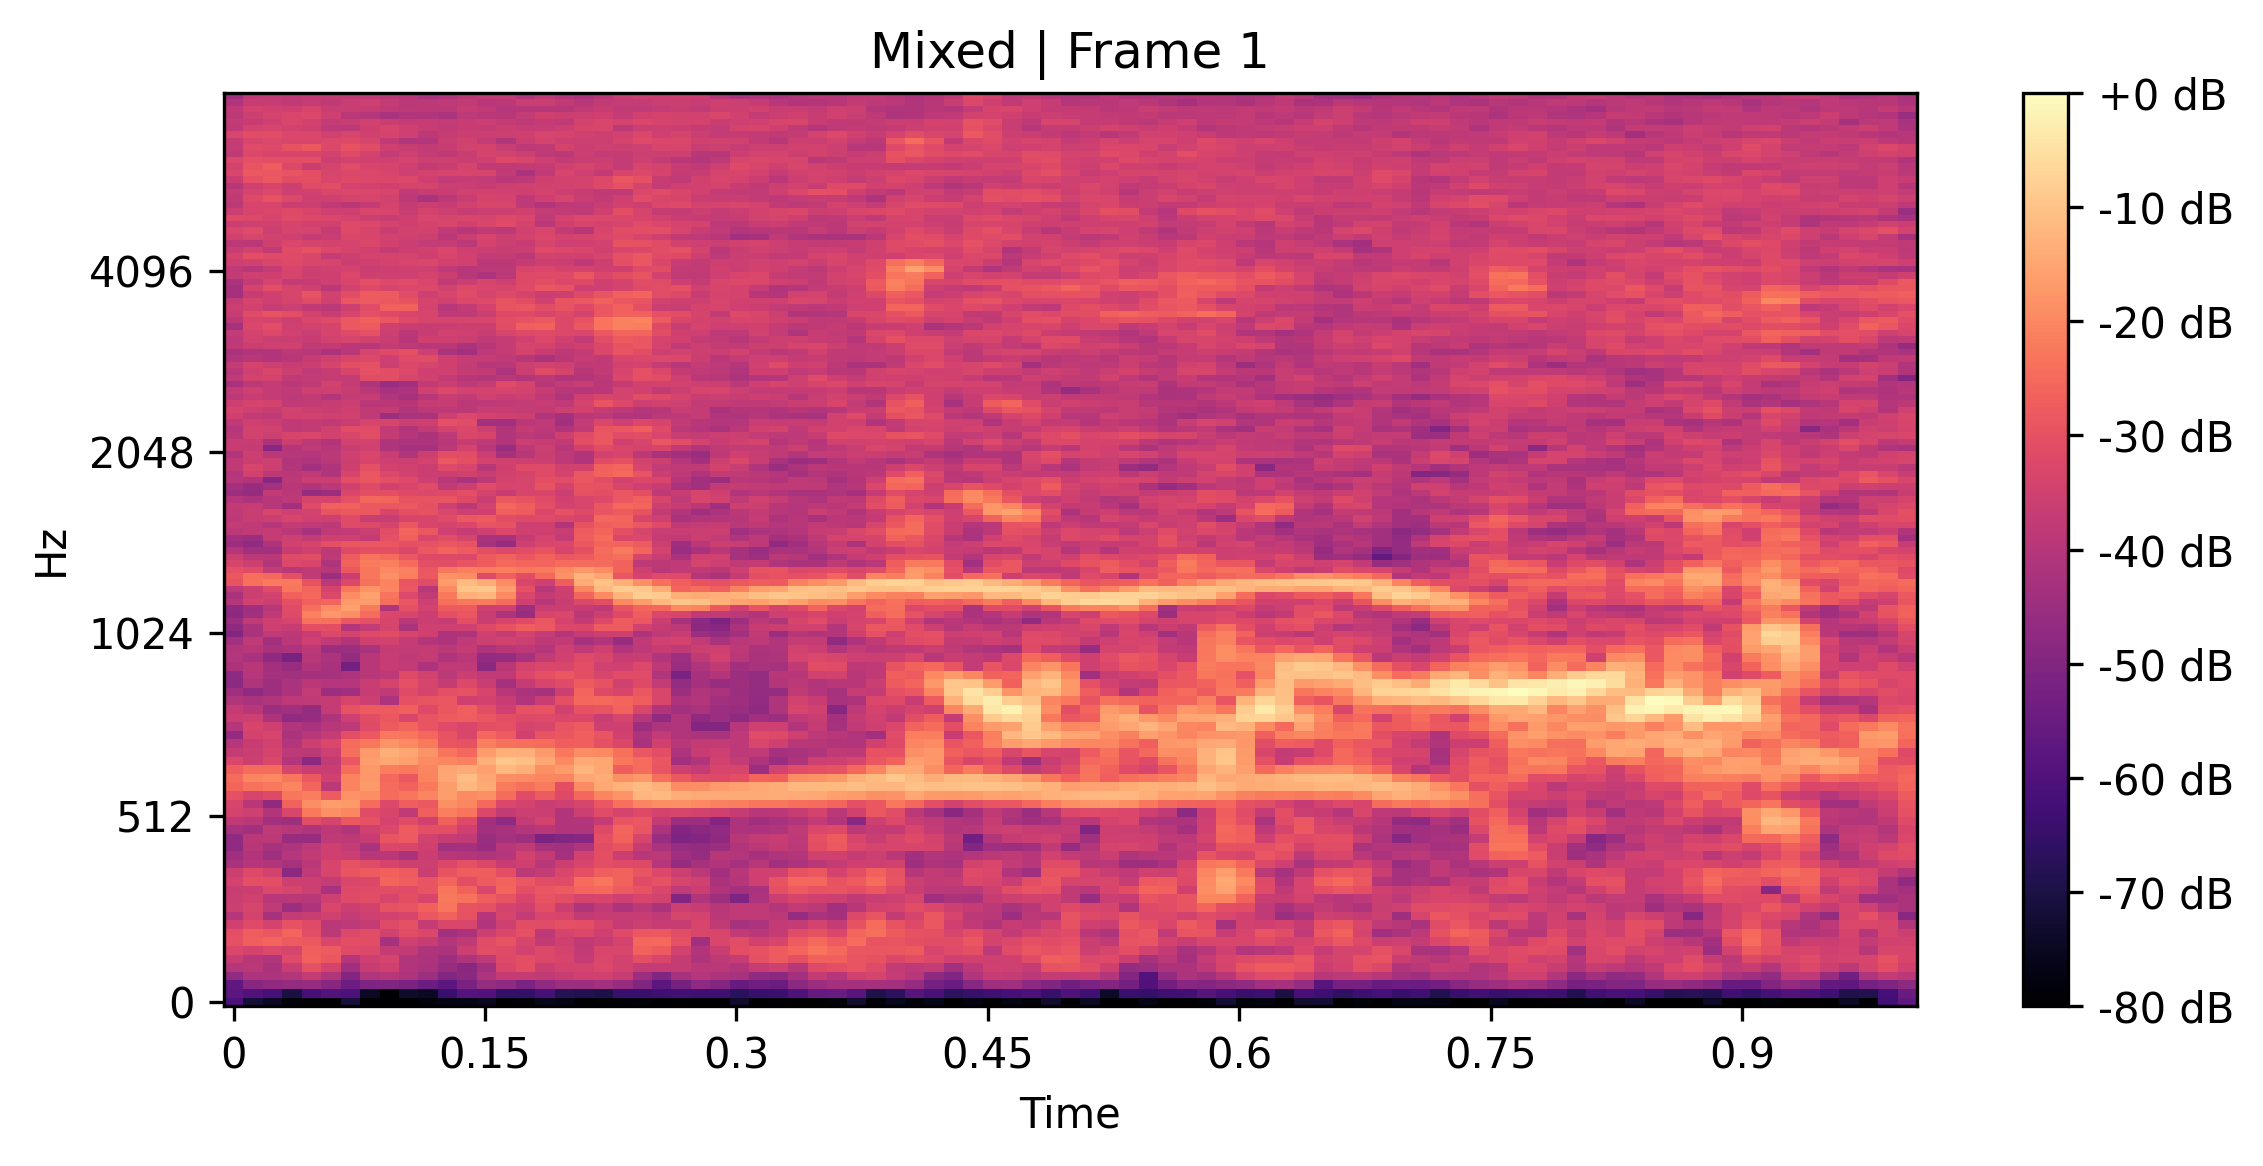 Mixed | Frame 1
+0 dB
-10 dB
-20 dB
-30 dB
-40 dB
-50 dB
-60 dB
-70 dB
-80 dB
Hz
4096
2048
1024
512
0
0
0.15
0.3
0.45
0.6
0.75
0.9
Time